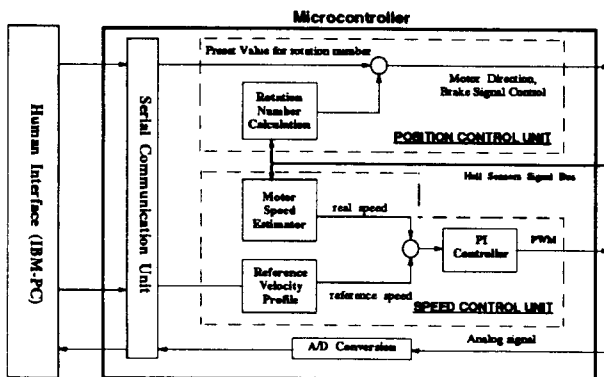 Microcontroller
Human Interface (IBM-PC)
Serial Communication Unit
Preset Value for rotation number
Motor Direction,
Brake Signal Control
Rotation
Number
Calculation
POSITION CONTROL UNIT
Hall Sensors Signal Bus
Motor
Speed
Estimator
real speed
PI
Controller
PWM
Reference
Velocity
Profile
reference speed
SPEED CONTROL UNIT
A/D Conversion
Analog signal